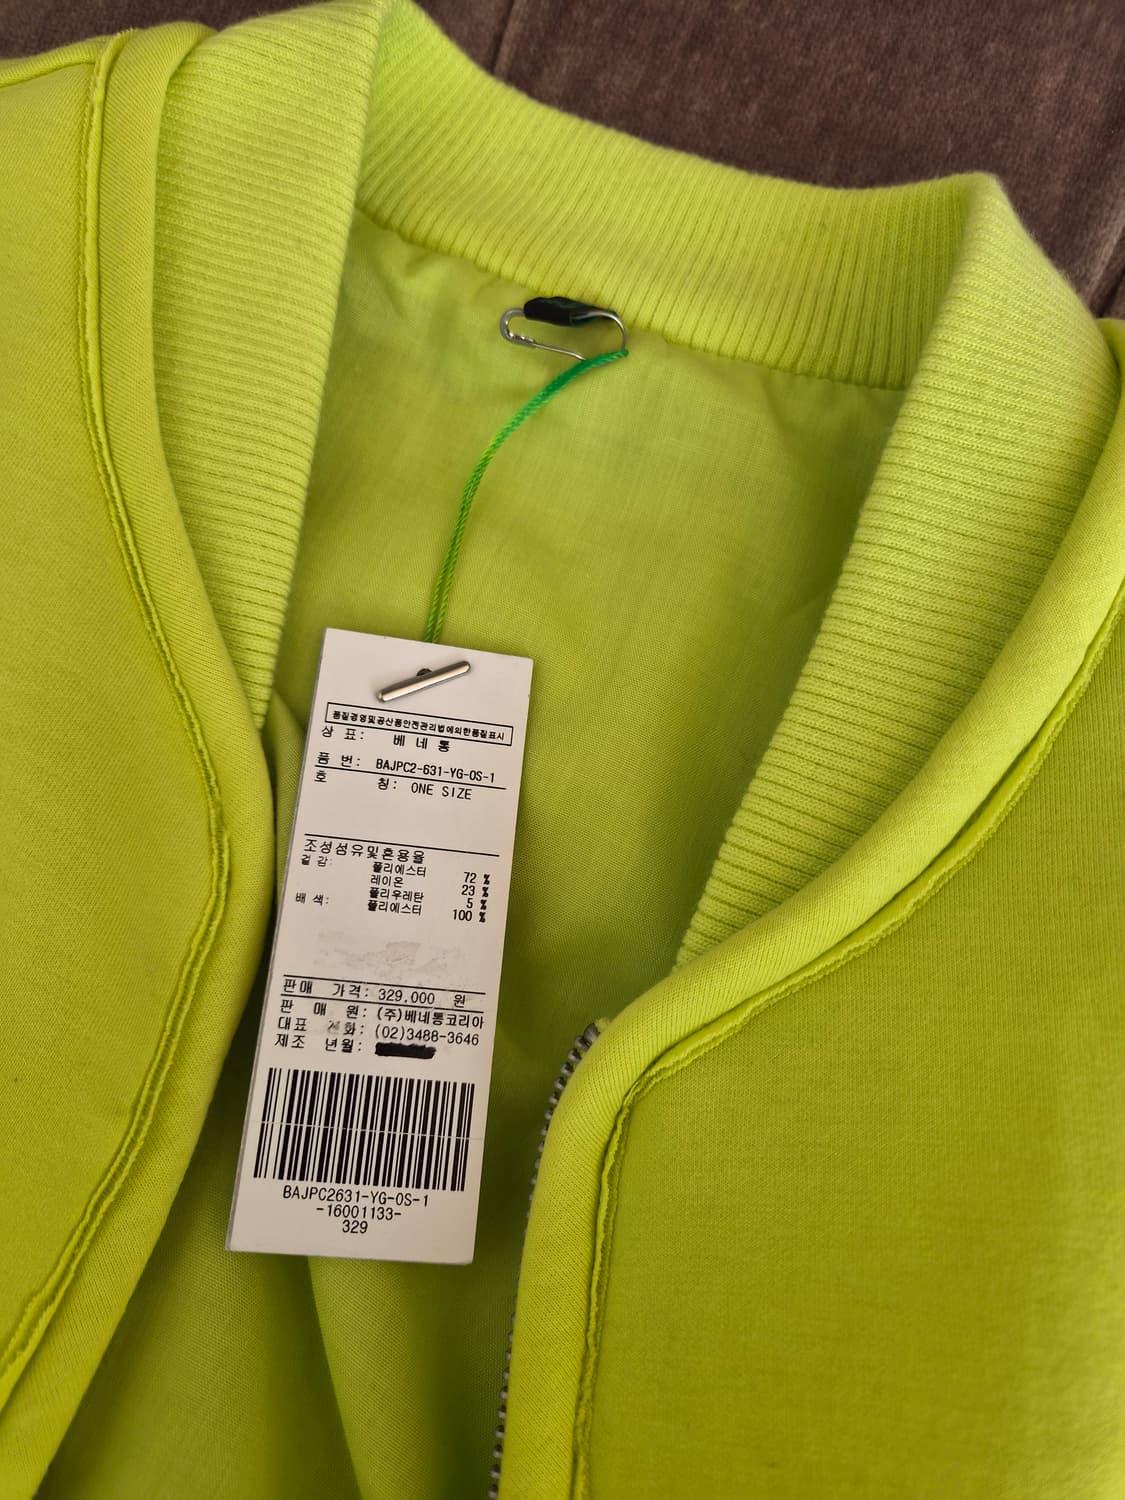 품질경영및공산품안전관리법에의한품질표시
상 표: 베네통
품 번: BAJPC2-631-YG-OS-1
호 칭: ONE SIZE
조성섬유및혼용율
겉감: 폴리에스터 72 %
레이온 23 %
폴리우레탄 5 %
배색: 폴리에스터 100 %
판매 가격: 329,000 원
판 매 원: (주)베네통코리아
대표 전화: (02)3488-3646
제조 년월:
BAJPC2631-YG-OS-1
-16001133-
329